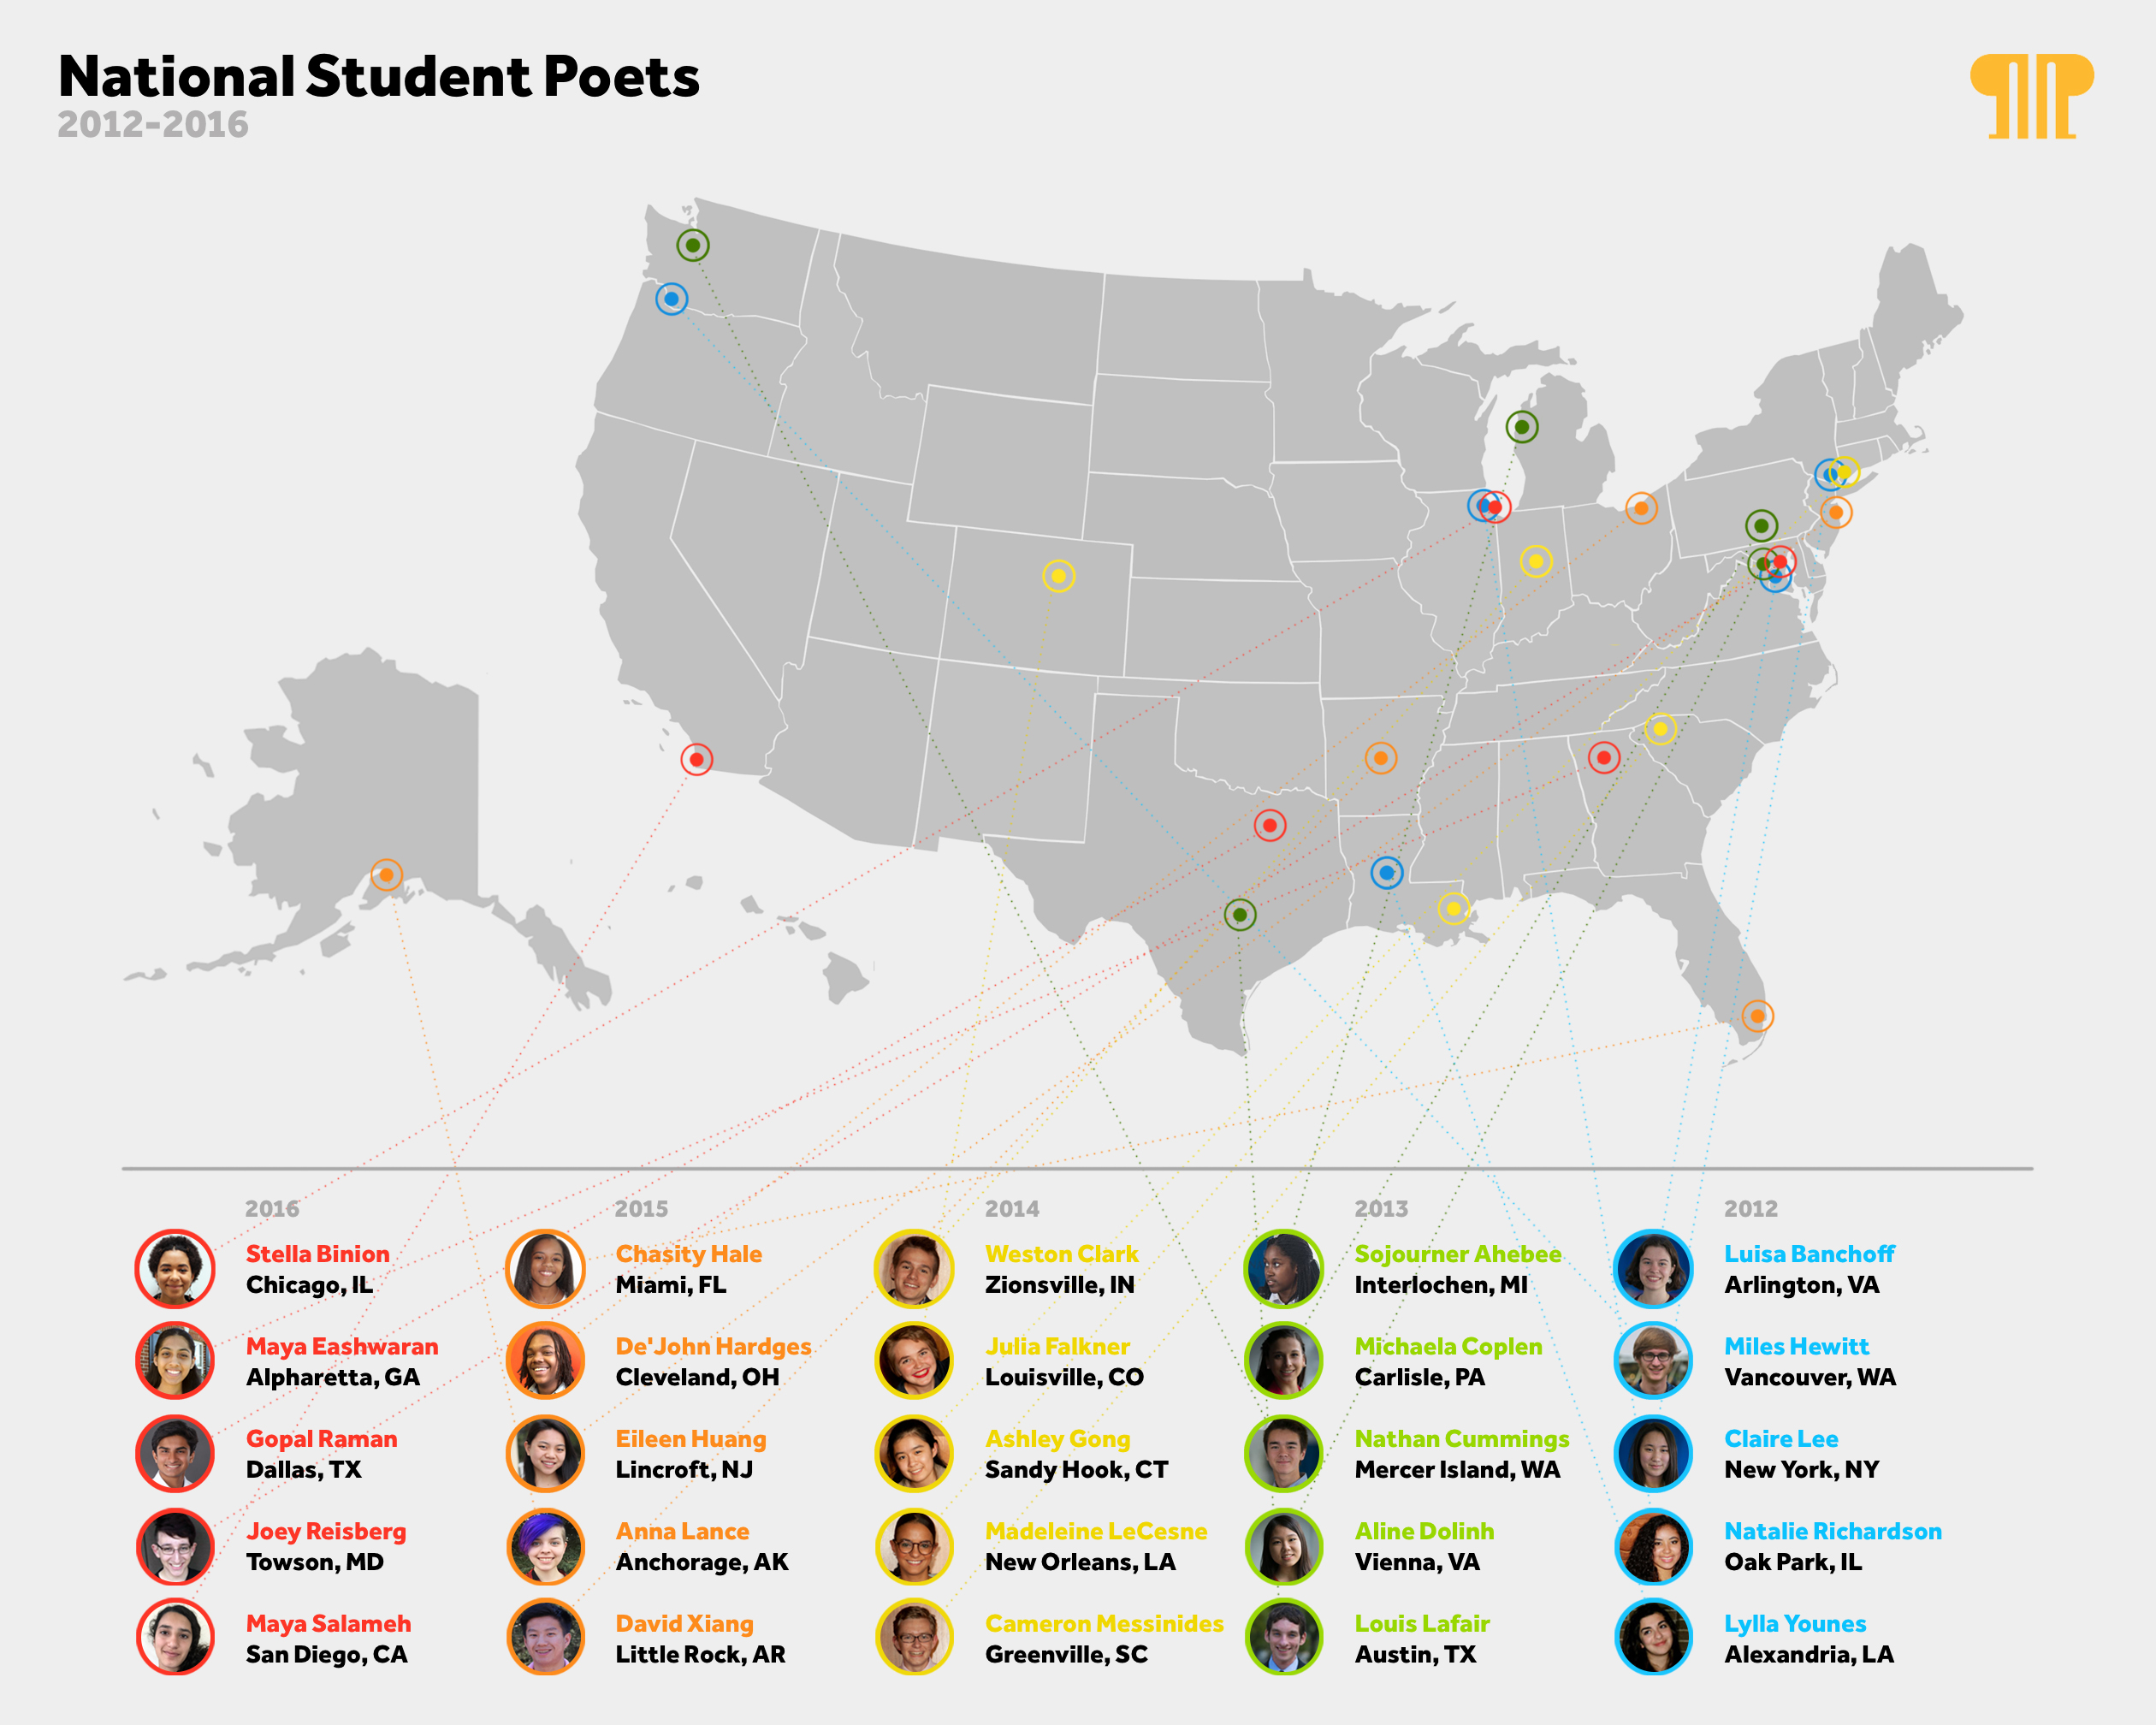 National Student Poets
2012-2016
2016
Stella Binion
Chicago, IL
Maya Eashwaran
Alpharetta, GA
Gopal Raman
Dallas, TX
Joey Reisberg
Towson, MD
Maya Salameh
San Diego, CA
2015
Chasity Hale
Miami, FL
De'John Hardges
Cleveland, OH
Eileen Huang
Lincroft, NJ
Anna Lance
Anchorage, AK
David Xiang
Little Rock, AR
2014
Weston Clark
Zionsville, IN
Julia Falkner
Louisville, CO
Ashley Gong
Sandy Hook, CT
Madeleine LeCesne
New Orleans, LA
Cameron Messinides
Greenville, SC
2013
Sojourner Ahebee
Interlochen, MI
Michaela Coplen
Carlisle, PA
Nathan Cummings
Mercer Island, WA
Aline Dolinh
Vienna, VA
Louis Lafair
Austin, TX
2012
Luisa Banchoff
Arlington, VA
Miles Hewitt
Vancouver, WA
Claire Lee
New York, NY
Natalie Richardson
Oak Park, IL
Lylla Younes
Alexandria, LA